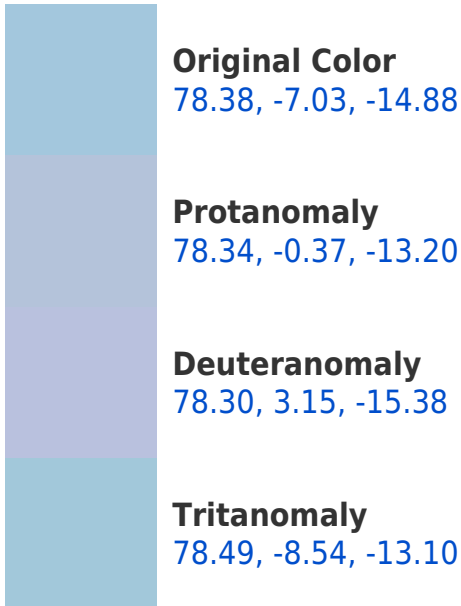 Original Color
78.38, -7.03, -14.88
Protanomaly
78.34, -0.37, -13.20
Deuteranomaly
78.30, 3.15, -15.38
Tritanomaly
78.49, -8.54, -13.10